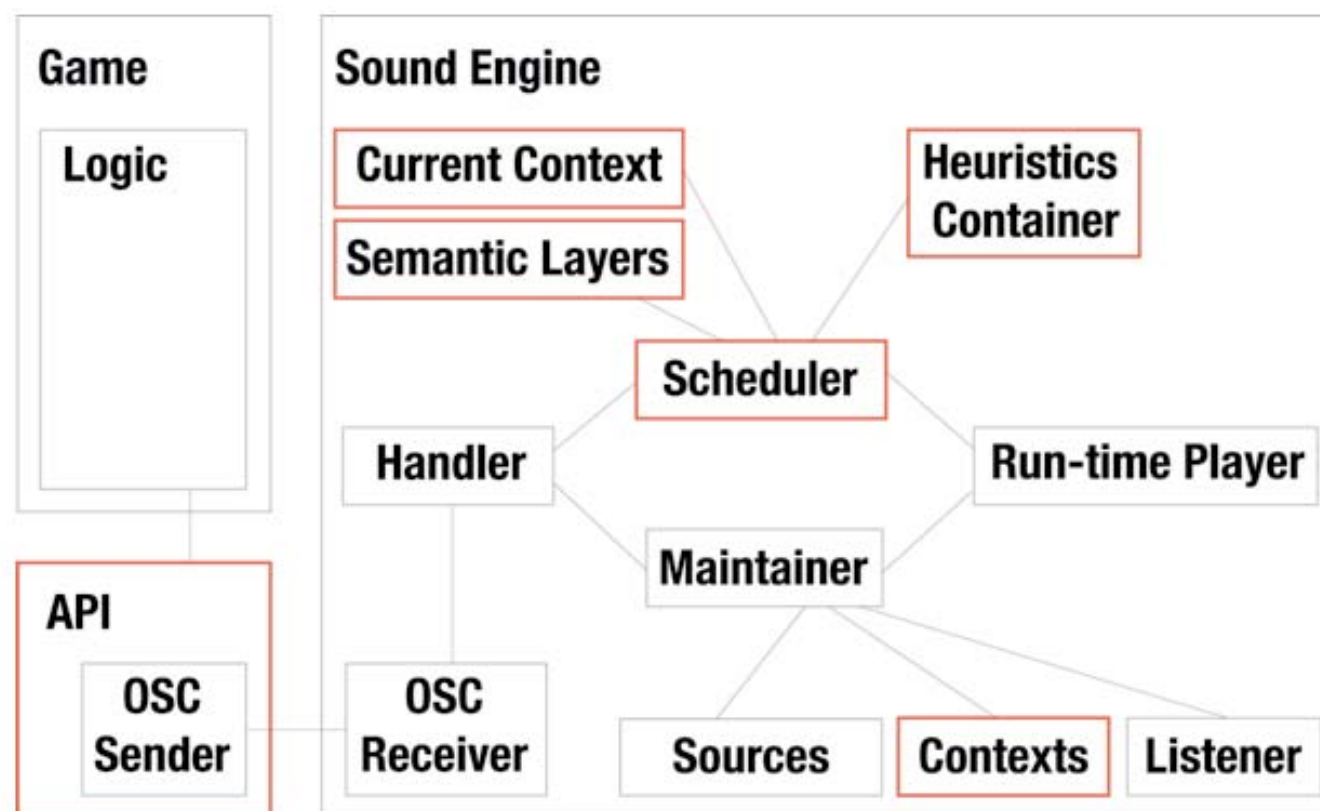 Game
Logic
API
OSC
Sender
Sound Engine
Current Context
Semantic Layers
Heuristics
Container
Scheduler
Handler
Run-time Player
Maintainer
OSC
Receiver
Sources
Contexts
Listener